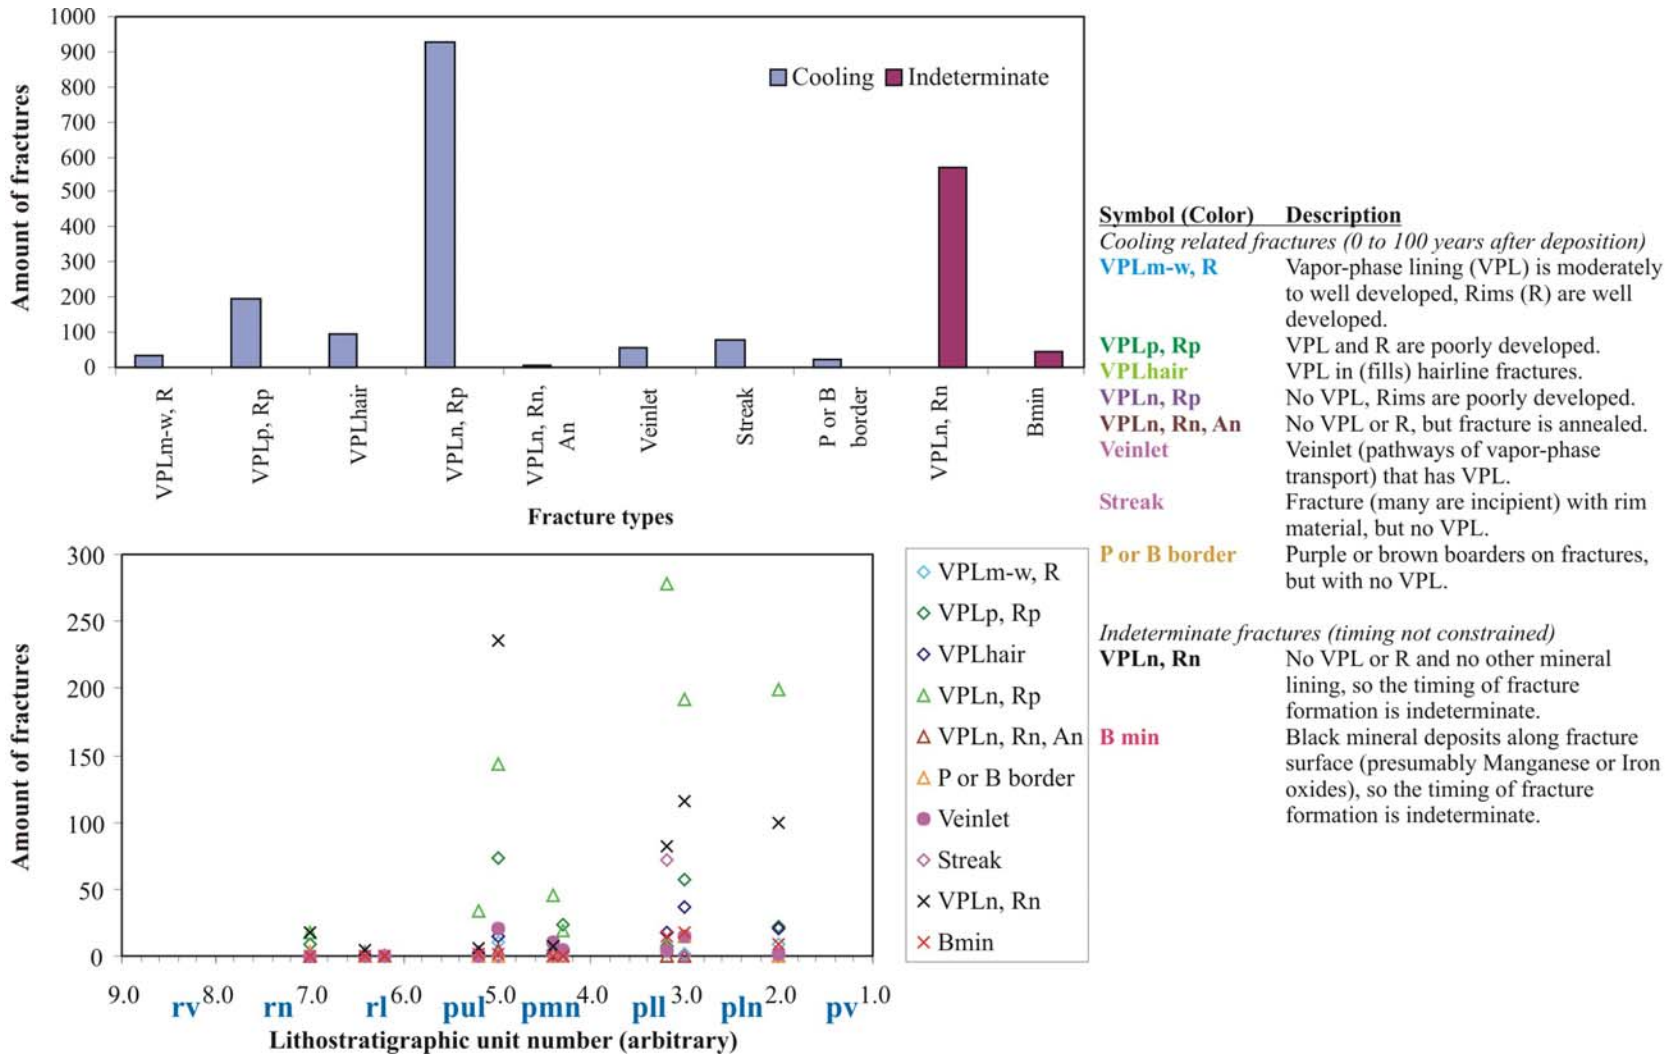 1000
900
800
700
600
500
400
300
200
100
0
Amount of fractures
Cooling Indeterminate
VPLm-w, R
VPLp, Rp
VPLhair
VPLn, Rp
VPLn, Rn,
An
Veinlet
Streak
P or B
border
VPLn, Rn
Bmin
Fracture types
300
250
200
150
100
50
0
Amount of fractures
9.0 8.0 7.0 6.0 5.0 4.0 3.0 2.0 1.0
rv rn rl pul pmn pll pln pv
Lithostratigraphic unit number (arbitrary)
VPLm-w, R
VPLp, Rp
VPLhair
VPLn, Rp
VPLn, Rn, An
P or B border
Veinlet
Streak
VPLn, Rn
Bmin
Symbol (Color) Description
Cooling related fractures (0 to 100 years after deposition)
VPLm-w, R Vapor-phase lining (VPL) is moderately
to well developed, Rims (R) are well
developed.
VPLp, Rp VPL and R are poorly developed.
VPLhair VPL in (fills) hairline fractures.
VPLn, Rp No VPL, Rims are poorly developed.
VPLn, Rn, An No VPL or R, but fracture is annealed.
Veinlet Veinlet (pathways of vapor-phase
transport) that has VPL.
Streak Fracture (many are incipient) with rim
material, but no VPL.
P or B border Purple or brown boarders on fractures,
but with no VPL.
Indeterminate fractures (timing not constrained)
VPLn, Rn No VPL or R and no other mineral
lining, so the timing of fracture
formation is indeterminate.
B min Black mineral deposits along fracture
surface (presumably Manganese or Iron
oxides), so the timing of fracture
formation is indeterminate.